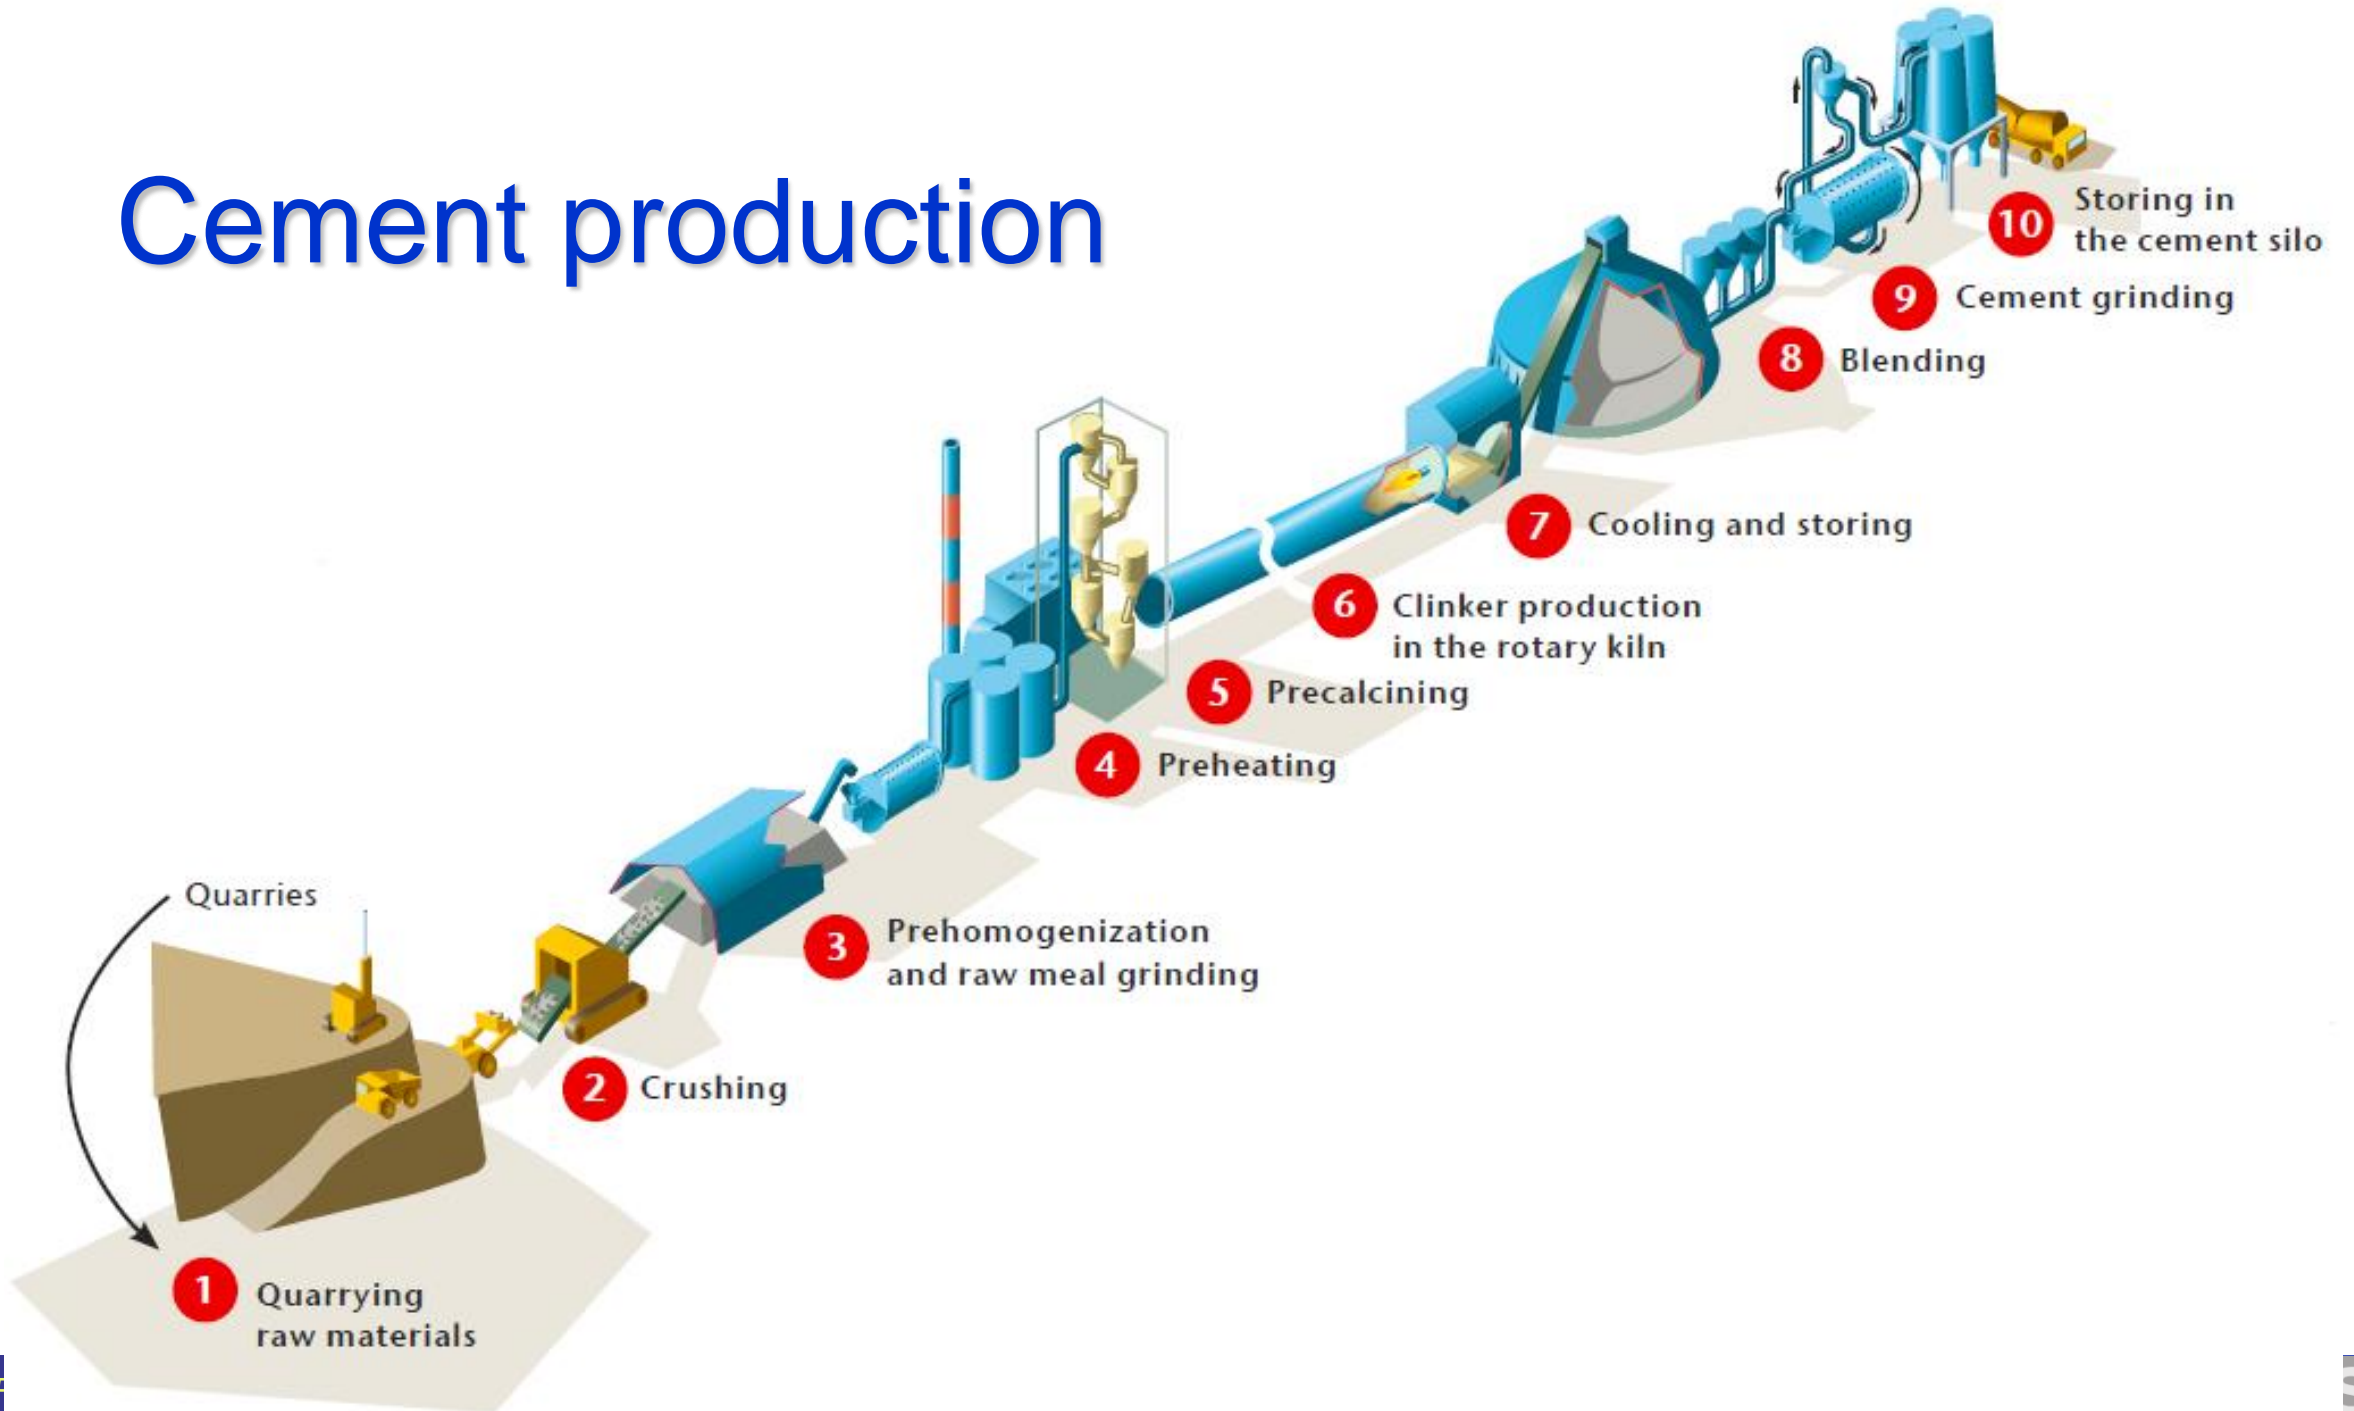 Cement production
Quarries
1 Quarrying
raw materials
2 Crushing
3 Prehomogenization
and raw meal grinding
4 Preheating
5 Precalcining
6 Clinker production
in the rotary kiln
7 Cooling and storing
8 Blending
9 Cement grinding
10 Storing in
the cement silo